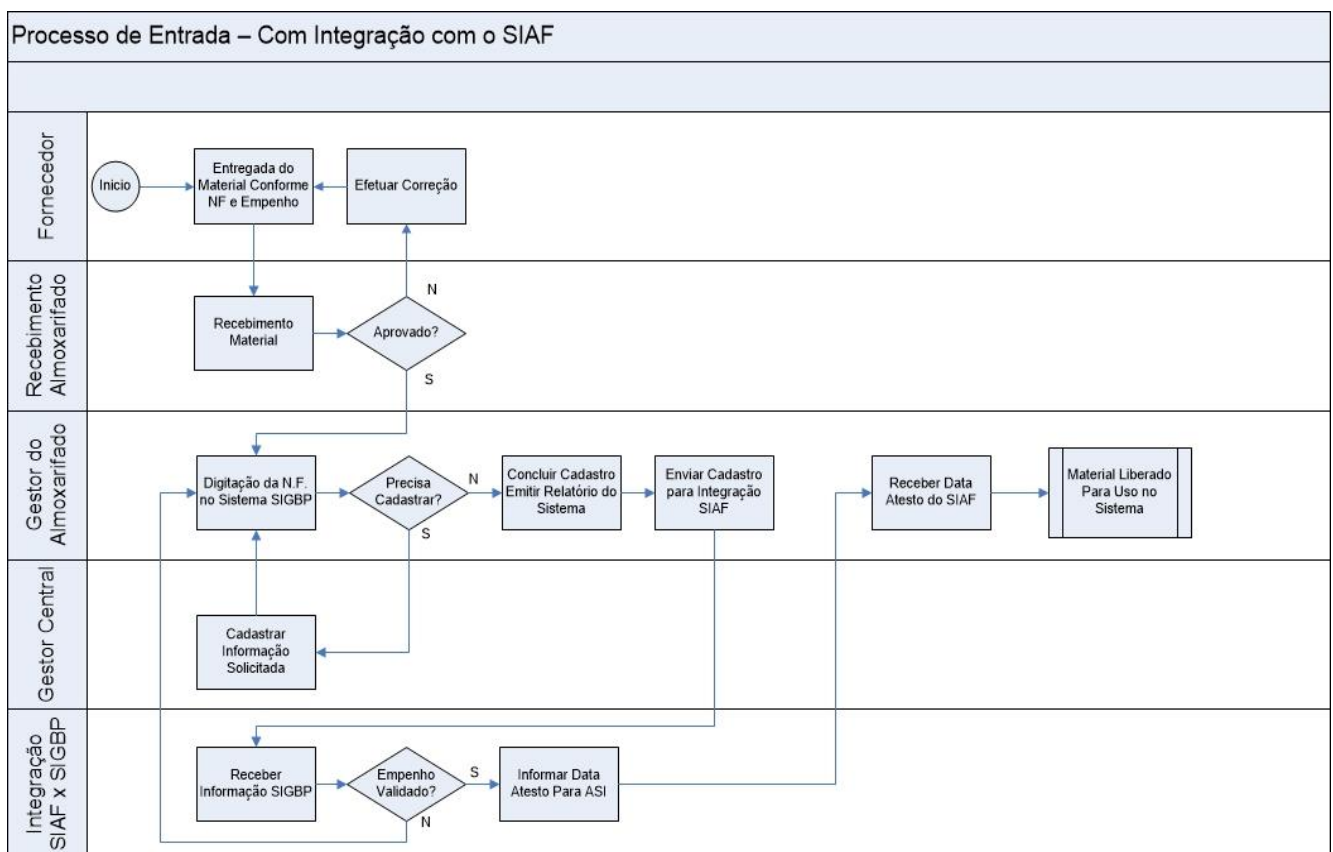 Processo de Entrada – Com Integração com o SIAF
Fornecedor
Inicio
Entregada do
Material Conforme
NF e Empenho
Efetuar Correção
Recebimento
Almoxarifado
Recebimento
Material
Aprovado?
N
S
Gestor do
Almoxarifado
Digitação da N.F.
no Sistema SIGBP
Precisa
Cadastrar?
N
S
Concluir Cadastro
Emitir Relatório do
Sistema
Enviar Cadastro
para Integração
SIAF
Receber Data
Atesto do SIAF
Material Liberado
Para Uso no
Sistema
Gestor Central
Cadastrar
Informação
Solicitada
Integração
SIAF x SIGBP
Receber
Informação SIGBP
Empenho
Validado?
S
N
Informar Data
Atesto Para ASI